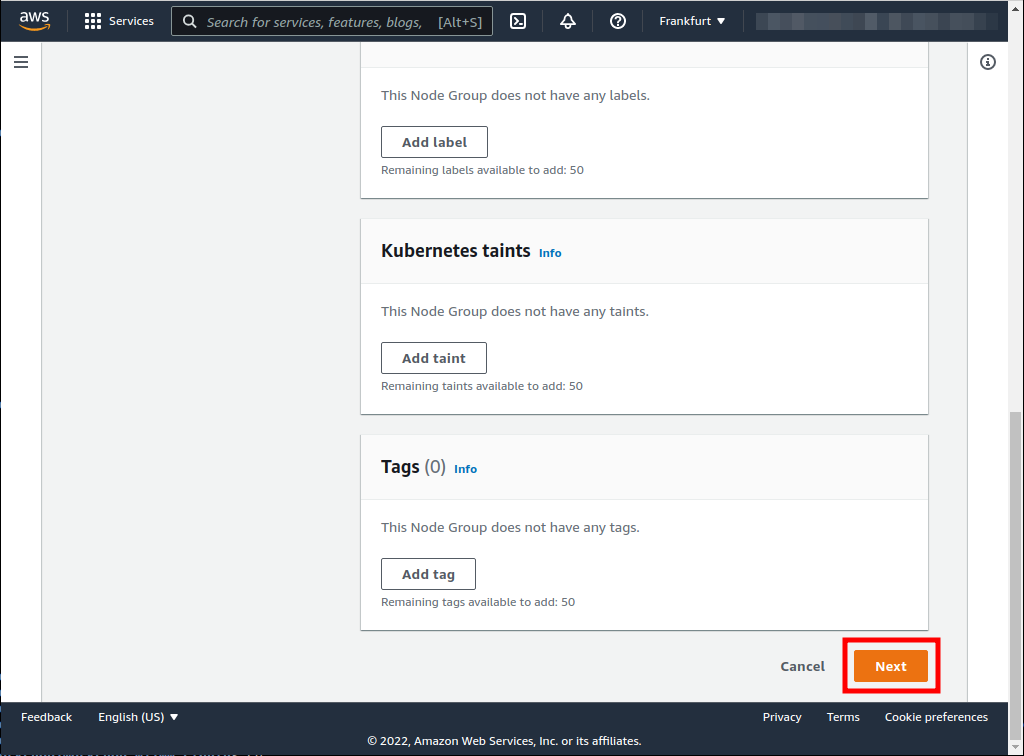 aws
Services
Search for services, features, blogs, [Alt+S]
Frankfurt
This Node Group does not have any labels.
Add label
Remaining labels available to add: 50
Kubernetes taints Info
This Node Group does not have any taints.
Add taint
Remaining taints available to add: 50
Tags (0) Info
This Node Group does not have any tags.
Add tag
Remaining tags available to add: 50
Cancel Next
Feedback English (US) Privacy Terms Cookie preferences
© 2022, Amazon Web Services, Inc. or its affiliates.